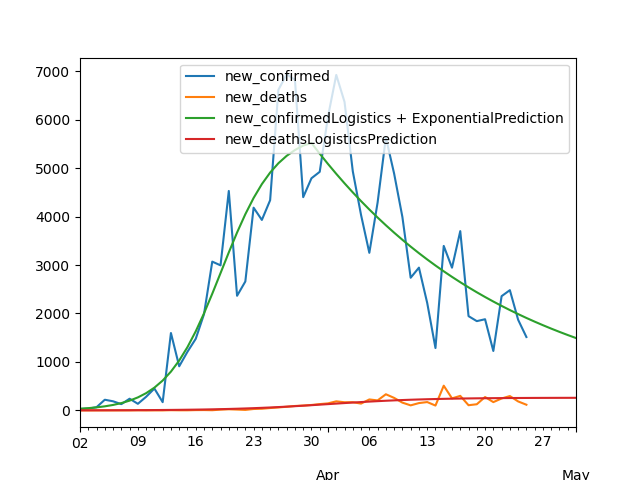 7000
6000
5000
4000
3000
2000
1000
0
new_confirmed
new_deaths
new_confirmedLogistics + ExponentialPrediction
new_deathsLogisticsPrediction
02 09 16 23 30 06 13 20 27
Apr May